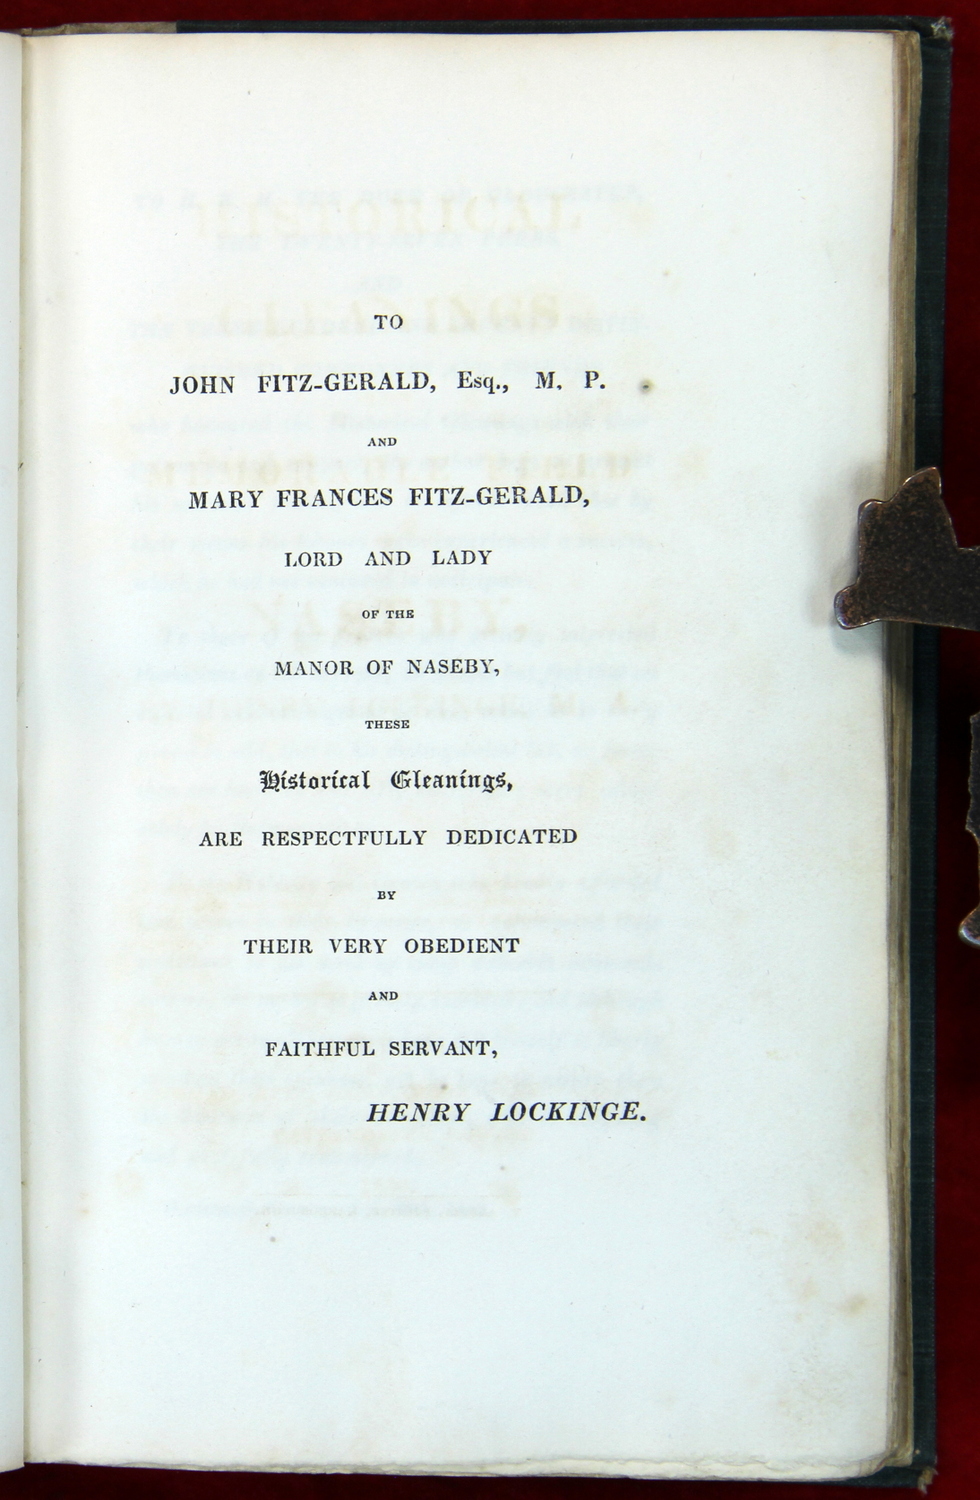 TO
JOHN FITZ-GERALD, Esq., M. P.
AND
MARY FRANCES FITZ-GERALD,
LORD AND LADY
OF THE
MANOR OF NASEBY,
THESE
Historical Gleanings,
ARE RESPECTFULLY DEDICATED
BY
THEIR VERY OBEDIENT
AND
FAITHFUL SERVANT,
HENRY LOCKINGE.